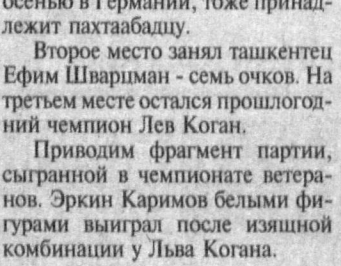 осенью в Германии, тоже принад-
лежит пахтаабадцу.
Второе место занял ташкентец
Ефим Шварцман - семь очков. На
третьем месте остался прошлогод-
ний чемпион Лев Коган.
Приводим фрагмент партии,
сыгранной в чемпионате ветера-
нов. Эркин Каримов белыми фи-
гурами выиграл после изящной
комбинации у Льва Когана.